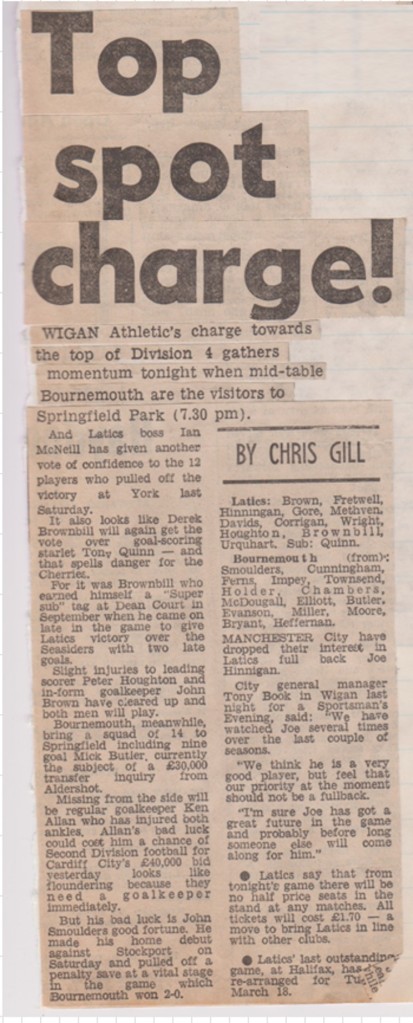 Top
spot
charge!
WIGAN Athletic's charge towards
the top of Division 4 gathers
momentum tonight when mid-table
Bournemouth are the visitors to
Springfield Park (7.30 pm).
And Latics boss Ian
McNeill has given another
vote of confidence to the 12
players who pulled off the
victory at York last
Saturday.
It also looks like Derek
Brownbill will again get the
vote over goal-scoring
starlet Tony Quinn — and
that spells danger for the
Cherries.
For it was Brownbill who
earned himself a "Super
sub" tag at Dean Court in
September when he came on
late in the game to give
Latics victory over the
Seasiders with two late
goals.
Slight injuries to leading
scorer Peter Houghton and
in-form goalkeeper John
Brown have cleared up and
both men will play.
Bournemouth, meanwhile,
bring a squad of 14 to
Springfield including nine
goal Mick Butler, currently
the subject of a £30,000
transfer inquiry from
Aldershot.
Missing from the side will
be regular goalkeeper Ken
Allan who has injured both
ankles. Allan's bad luck
could cost him a chance of
Second Division football for
Cardiff City's £40,000 bid
yesterday looks like
floundering because they
need a goalkeeper
immediately.
But his bad luck is John
Smoulders good fortune. He
made his home debut
against Stockport on
Saturday and pulled off a
penalty save at a vital stage
in the game which
Bournemouth won 2-0.
BY CHRIS GILL
Latics: Brown, Fretwell,
Hinningan, Gore, Methven,
Davids, Corrigan, Wright,
Houghton, Brownbill,
Urquhart. Sub: Quinn.
Bournemouth (from):
Smoulders, Cunningham,
Ferns, Impey, Townsend,
Holder, Chambers,
McDougall, Elliott, Butler,
Evanson, Miller, Moore,
Bryant, Heffernan.
MANCHESTER City have
dropped their interest in
Latics full back Joe
Hinnigan.
City general manager
Tony Book in Wigan last
night for a Sportsman's
Evening, said: "We have
watched Joe several times
over the last couple of
seasons.
"We think he is a very
good player, but feel that
our priority at the moment
should not be a fullback.
"I'm sure Joe has got a
great future in the game
and probably before long
someone else will come
along for him."
● Latics say that from
tonight's game there will be
no half price seats in the
stand at any matches. All
tickets will cost £1.70 — a
move to bring Latics in line
with other clubs.
● Latics' last outstanding
game, at Halifax, has
re-arranged for Tu
March 18.